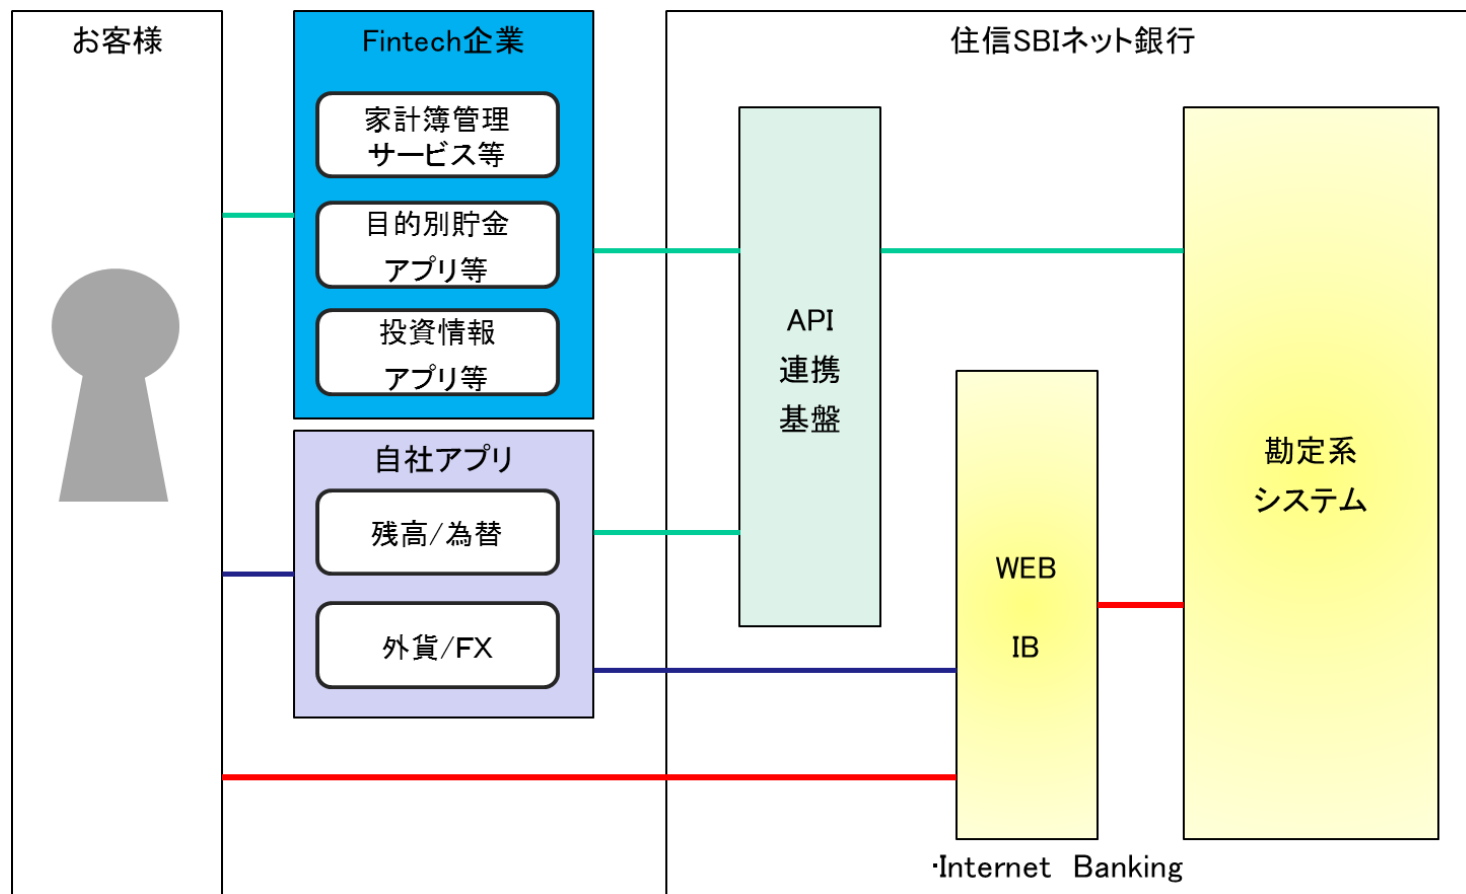 お客様
Fintech企業
家計簿管理
サービス等
目的別貯金
アプリ等
投資情報
アプリ等
自社アプリ
残高/為替
外貨/FX
住信SBIネット銀行
API
連携
基盤
WEB
IB
勘定系
システム
･Internet Banking